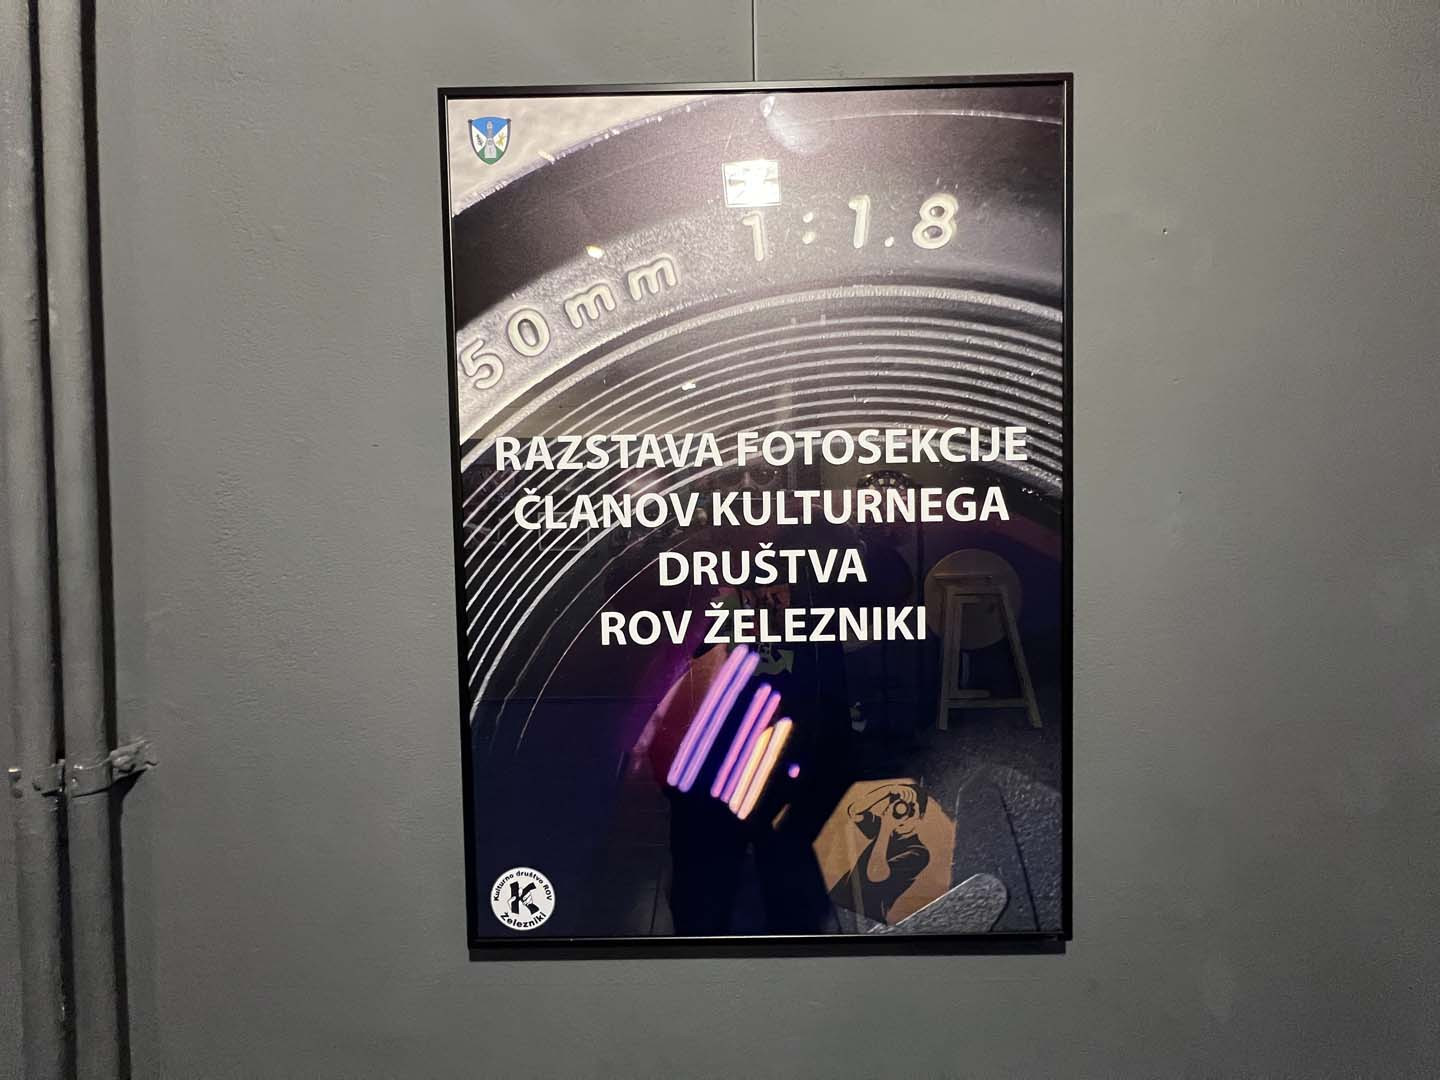 50mm 1:1.8
RAZSTAVA FOTOSEKCIJE
ČLANOV KULTURNEGA
DRUŠTVA
ROV ŽELEZNIKI
Kulturno društvo ROV
K
Železniki